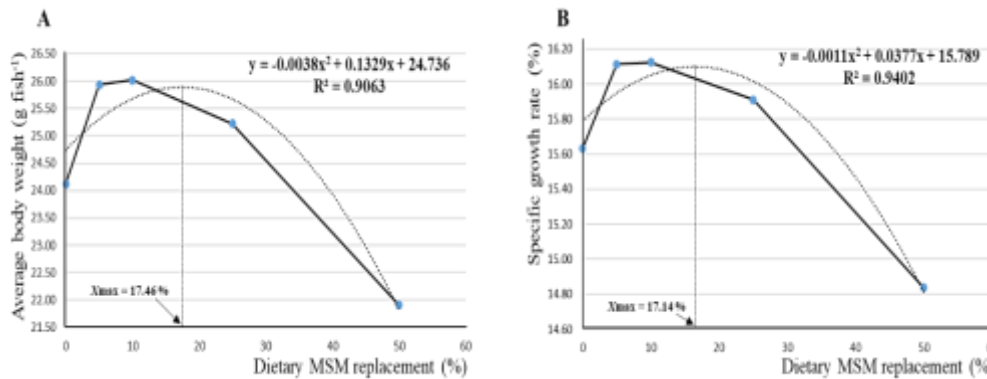 A
Average body weight (g fish⁻¹)
26.50
26.00
25.50
25.00
24.50
24.00
23.50
23.00
22.50
22.00
21.50
y = -0.0038x² + 0.1329x + 24.736
R² = 0.9063
Xmax = 17.46 %
0 10 20 30 40 50 60
Dietary MSM replacement (%)
B
Specific growth rate (%)
16.20
16.00
15.80
15.60
15.40
15.20
15.00
14.80
14.60
y = -0.0011x² + 0.0377x + 15.789
R² = 0.9402
Xmax = 17.14 %
0 10 20 30 40 50
Dietary MSM replacement (%